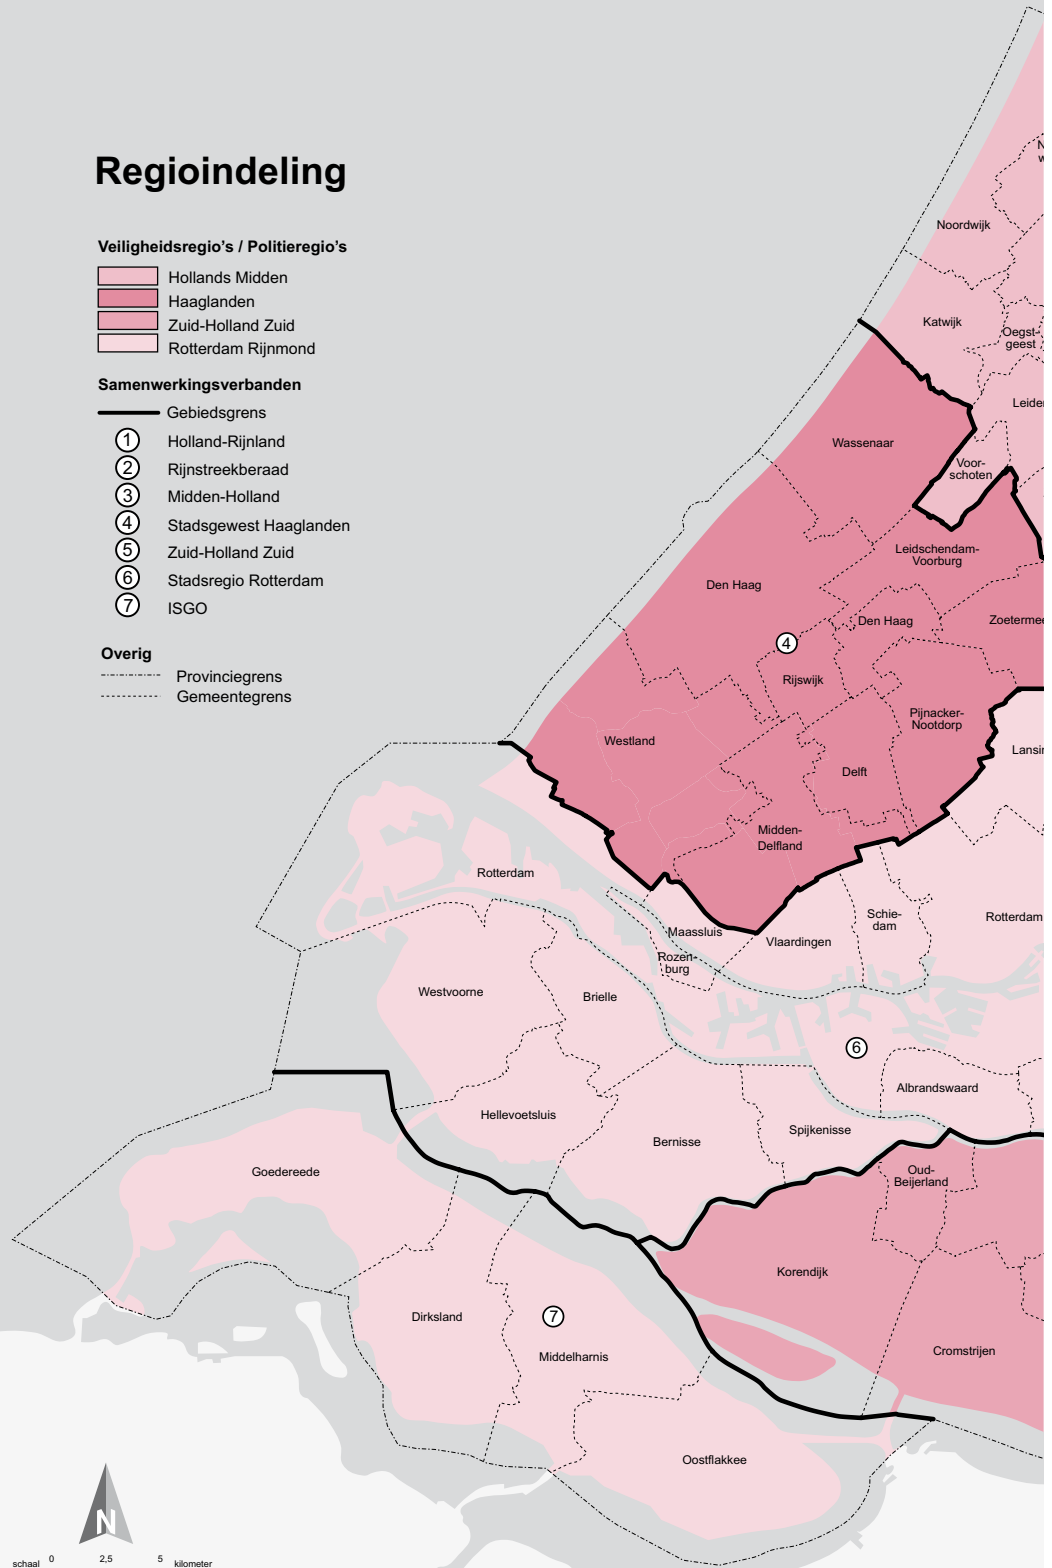 Regioindeling
Veiligheidsregio's / Politieregio's
Hollands Midden
Haaglanden
Zuid-Holland Zuid
Rotterdam Rijnmond
Samenwerkingsverbanden
Gebiedsgrens
1 Holland-Rijnland
2 Rijnstreekberaad
3 Midden-Holland
4 Stadsgewest Haaglanden
5 Zuid-Holland Zuid
6 Stadsregio Rotterdam
7 ISGO
Overig
Provinciegrens
Gemeentegrens
N
w
Noordwijk
Katwijk
Oegst-
geest
Leider
Wassenaar
Voor-
schoten
Leidschendam-
Voorburg
Den Haag
Den Haag
Zoetermee
4
Rijswijk
Pijnacker-
Nootdorp
Westland
Lansin
Delft
Midden-
Delfland
Rotterdam
Schie-
dam
Rotterdam
Maassluis
Vlaardingen
Rozen-
burg
Westvoorne
Brielle
6
Albrandswaard
Hellevoetsluis
Spijkenisse
Bernisse
Goedereede
Oud-
Beijerland
Korendijk
Dirksland
7
Middelharnis
Cromstrijen
Oostflakkee
N
schaal 0 2,5 5 kilometer